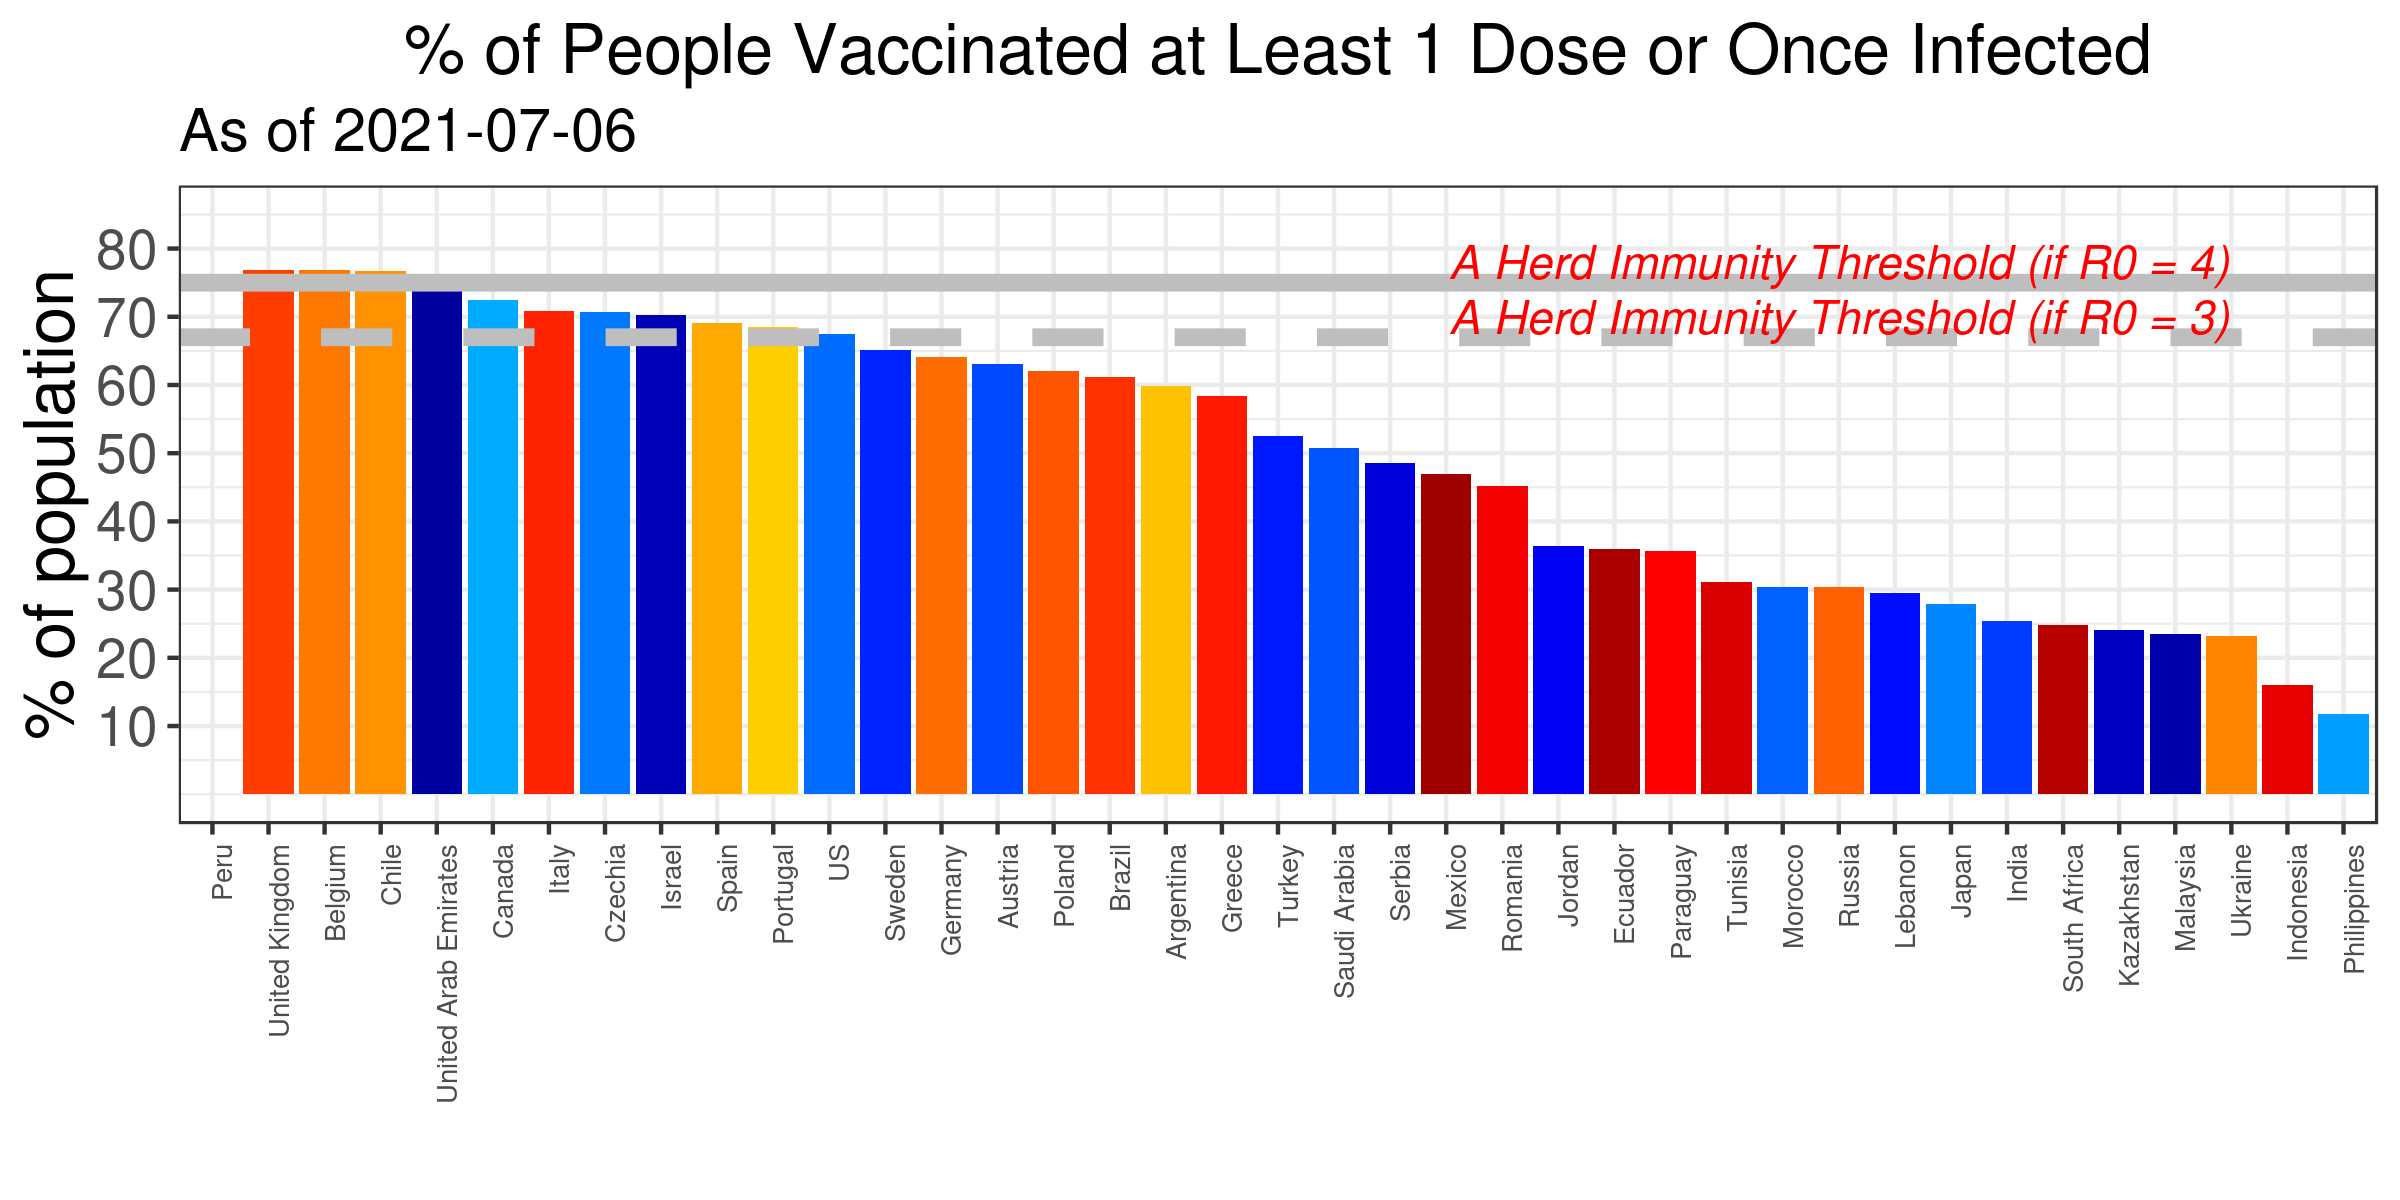 % of People Vaccinated at Least 1 Dose or Once Infected
As of 2021-07-06
% of population
80
70
60
50
40
30
20
10
A Herd Immunity Threshold (if R0 = 4)
A Herd Immunity Threshold (if R0 = 3)
Peru
United Kingdom
Belgium
Chile
United Arab Emirates
Canada
Italy
Czechia
Israel
Spain
Portugal
US
Sweden
Germany
Austria
Poland
Brazil
Argentina
Greece
Turkey
Saudi Arabia
Serbia
Mexico
Romania
Jordan
Ecuador
Paraguay
Tunisia
Morocco
Russia
Lebanon
Japan
India
South Africa
Kazakhstan
Malaysia
Ukraine
Indonesia
Philippines